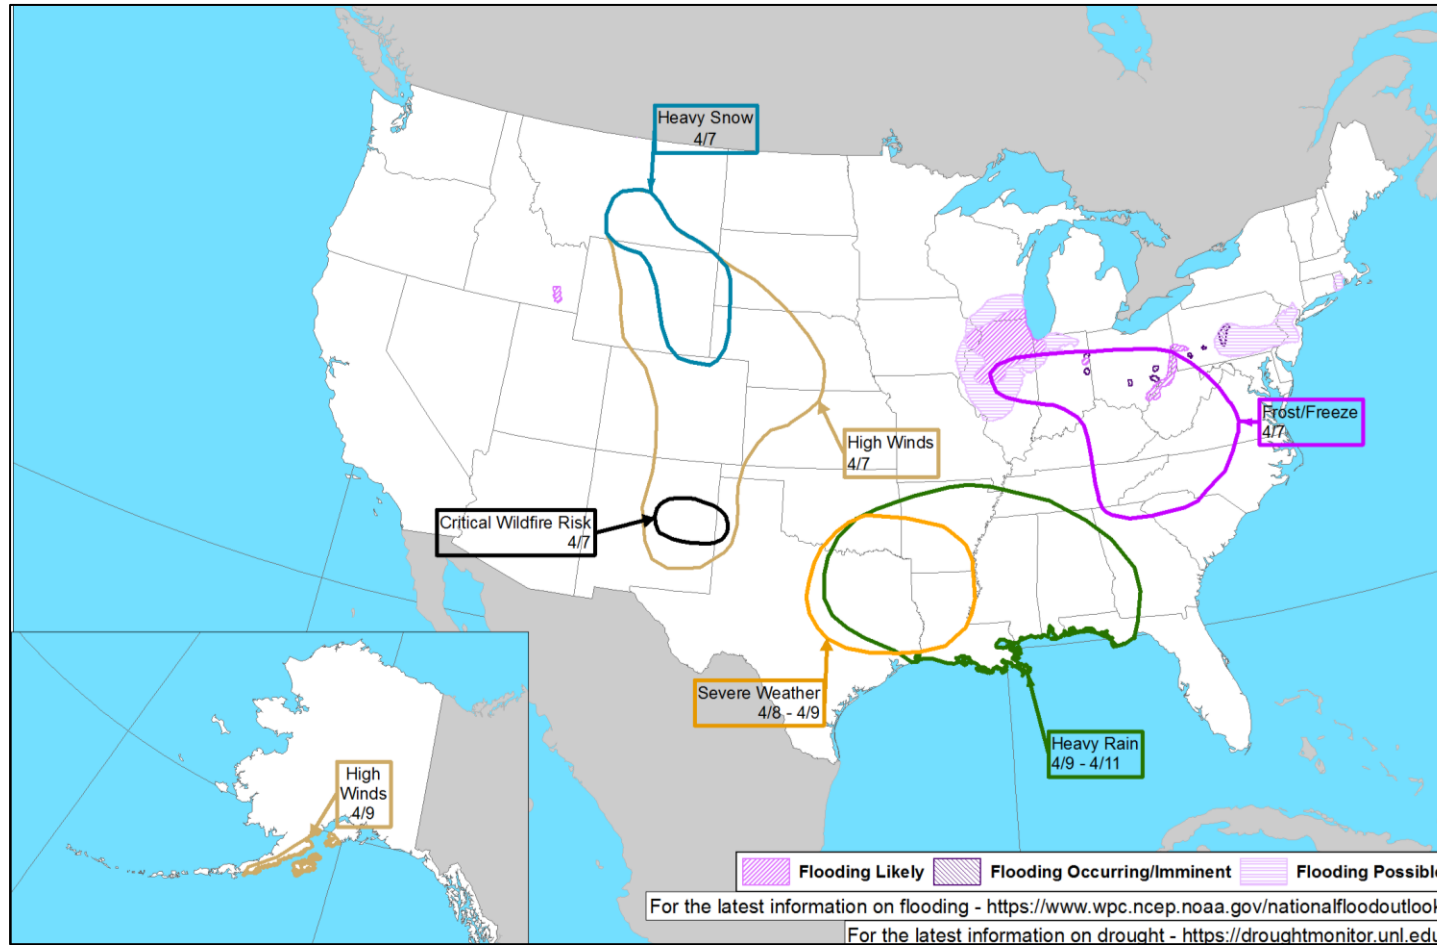 Heavy Snow
4/7
High Winds
4/7
Frost/Freeze
4/7
Critical Wildfire Risk
4/7
Severe Weather
4/8 - 4/9
Heavy Rain
4/9 - 4/11
High
Winds
4/9
Flooding Likely Flooding Occurring/Imminent Flooding Possible
For the latest information on flooding - https://www.wpc.ncep.noaa.gov/nationalfloodoutlook
For the latest information on drought - https://droughtmonitor.unl.edu